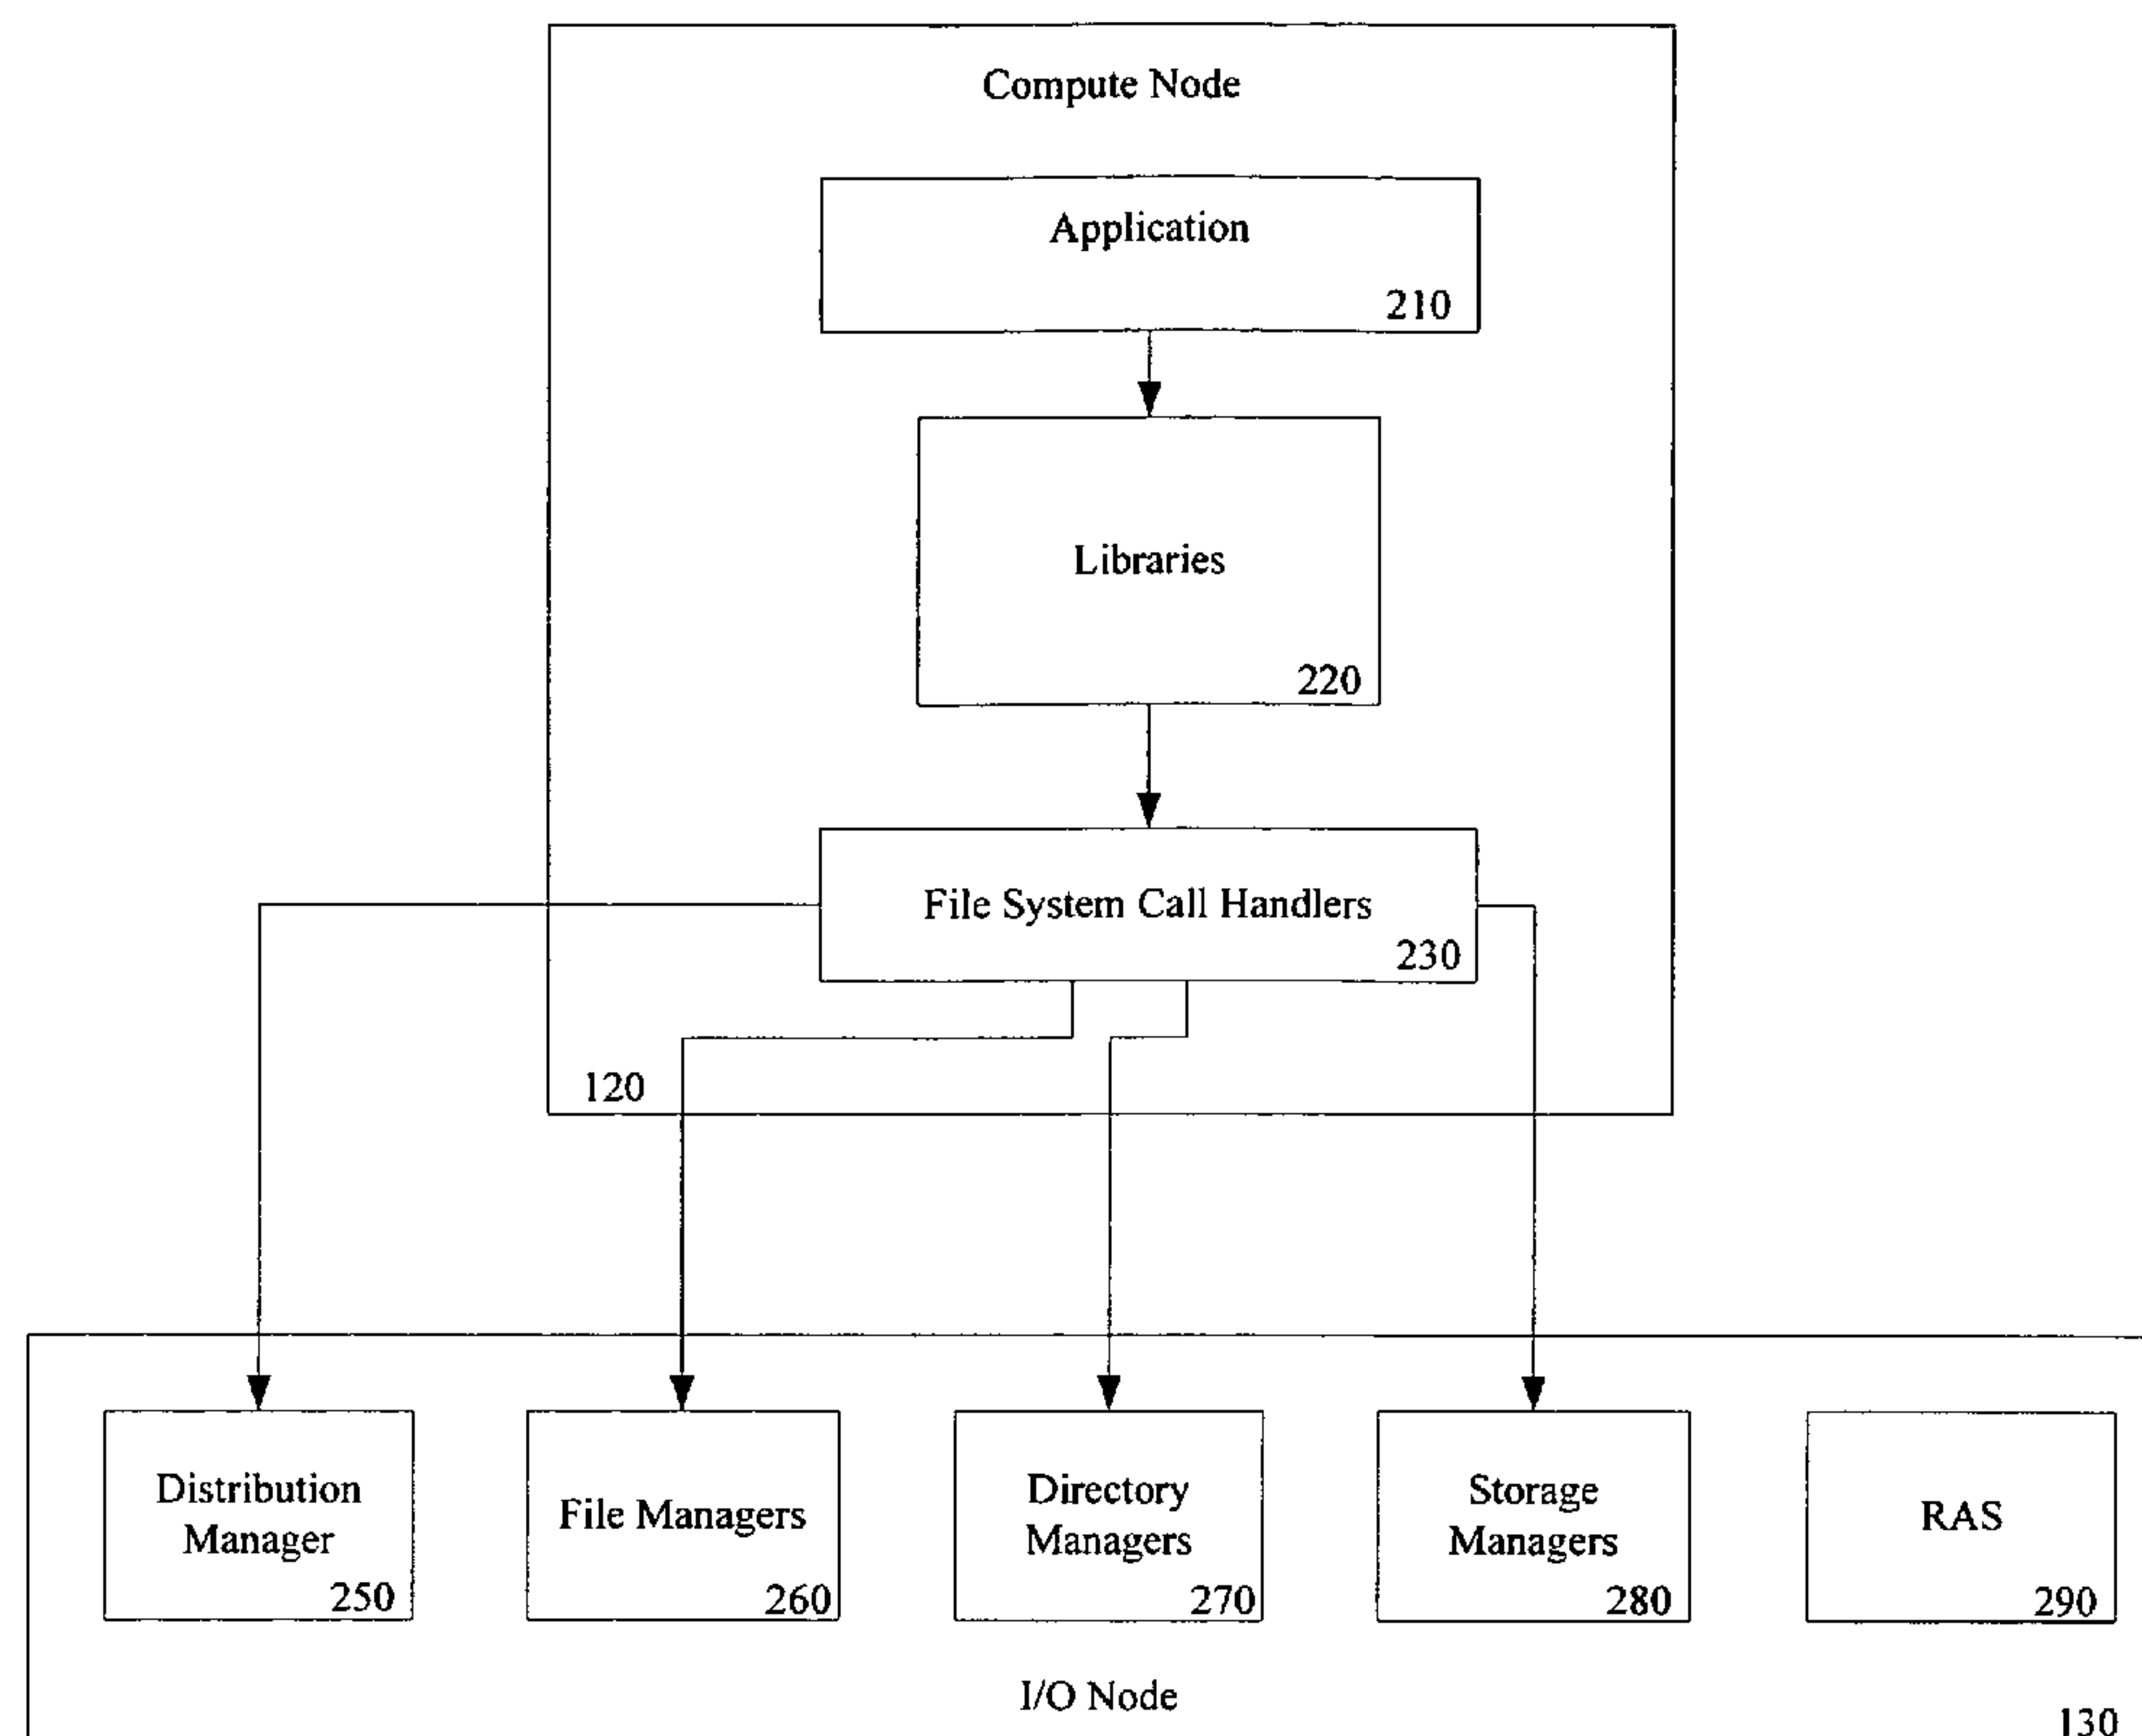 Compute Node
Application
210
Libraries
220
File System Call Handlers
230
120
Distribution
Manager
250
File Managers
260
Directory
Managers
270
Storage
Managers
280
RAS
290
I/O Node
130